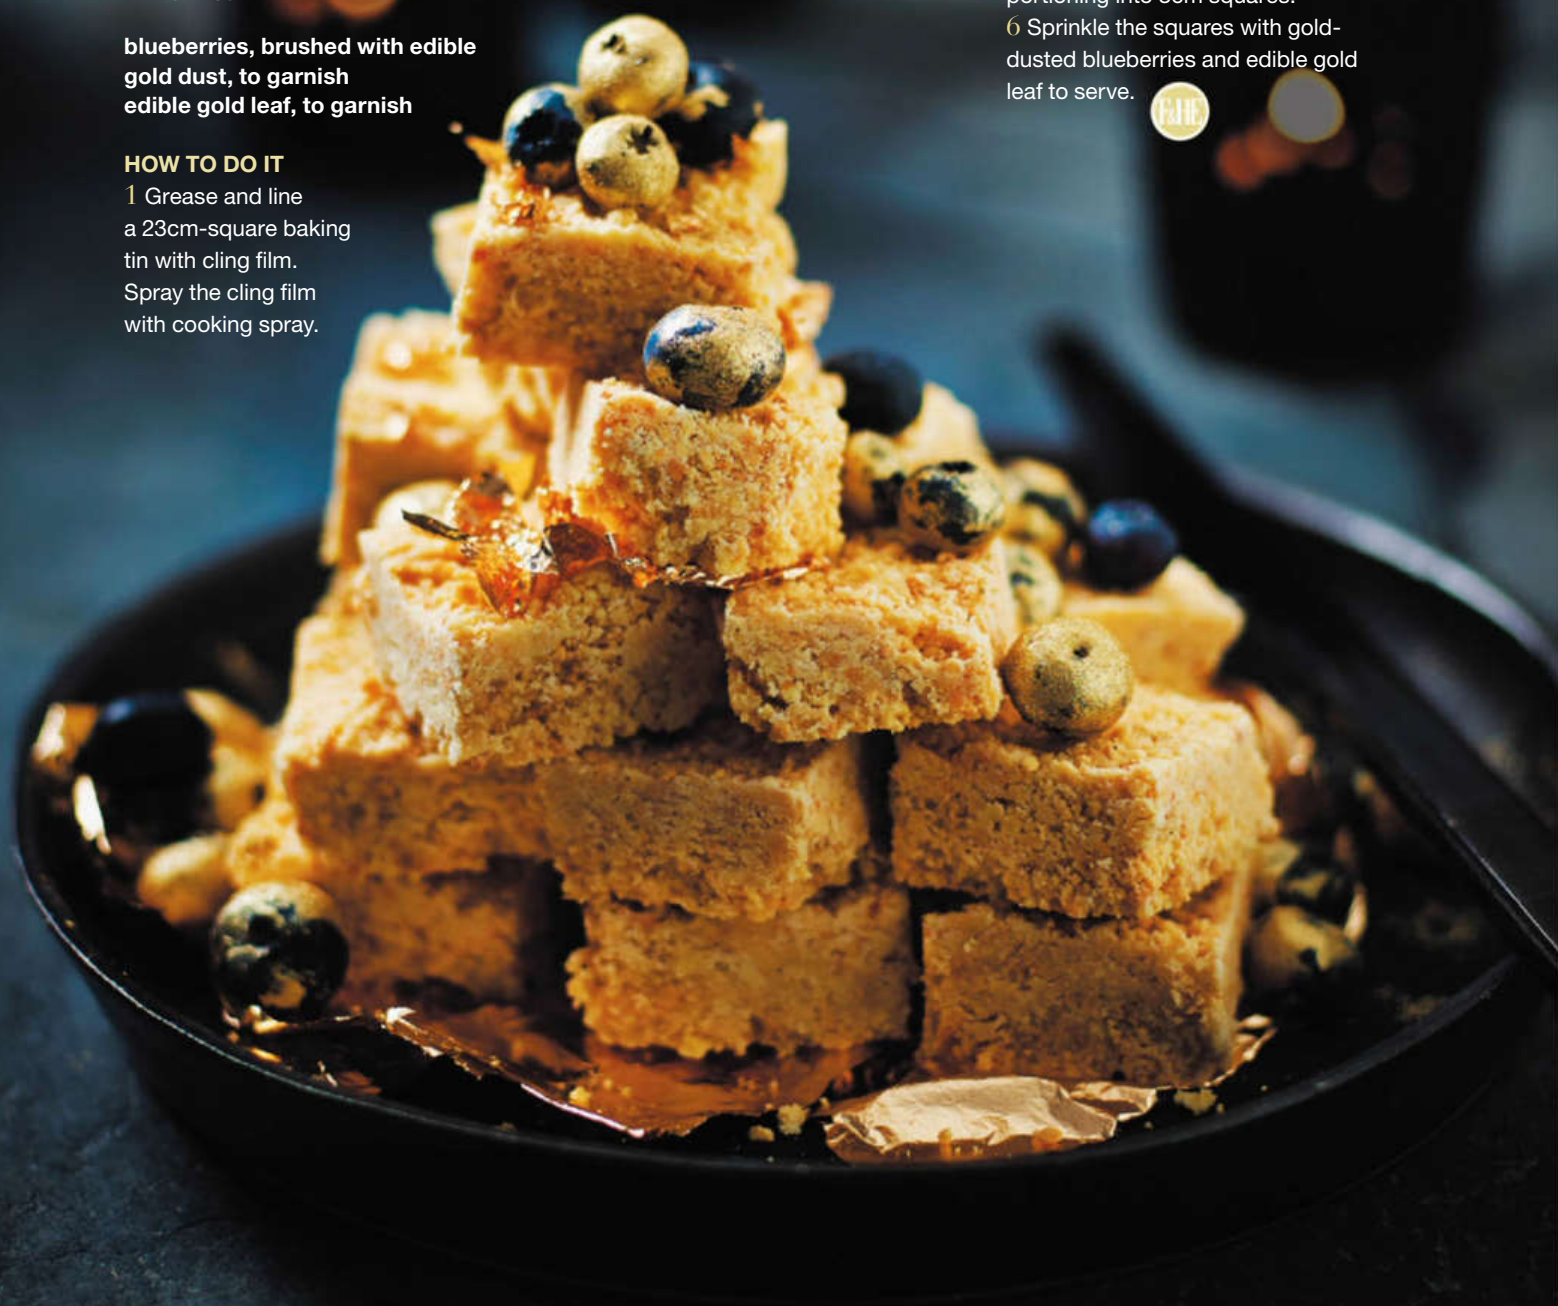 blueberries, brushed with edible
gold dust, to garnish
edible gold leaf, to garnish
HOW TO DO IT
1 Grease and line
a 23cm-square baking
tin with cling film.
Spray the cling film
with cooking spray.
6 Sprinkle the squares with gold-
dusted blueberries and edible gold
leaf to serve.
F&HE